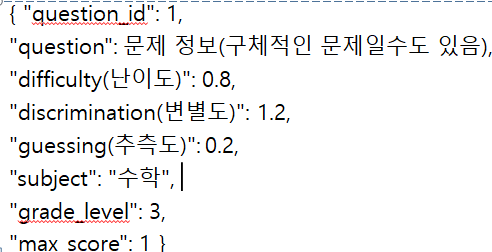 { "question_id": 1,
"question": 문제 정보(구체적인 문제일수도 있음),
"difficulty(난이도)": 0.8,
"discrimination(변별도)": 1.2,
"guessing(추측도)": 0.2,
"subject": "수학",
"grade_level": 3,
"max_score": 1 }